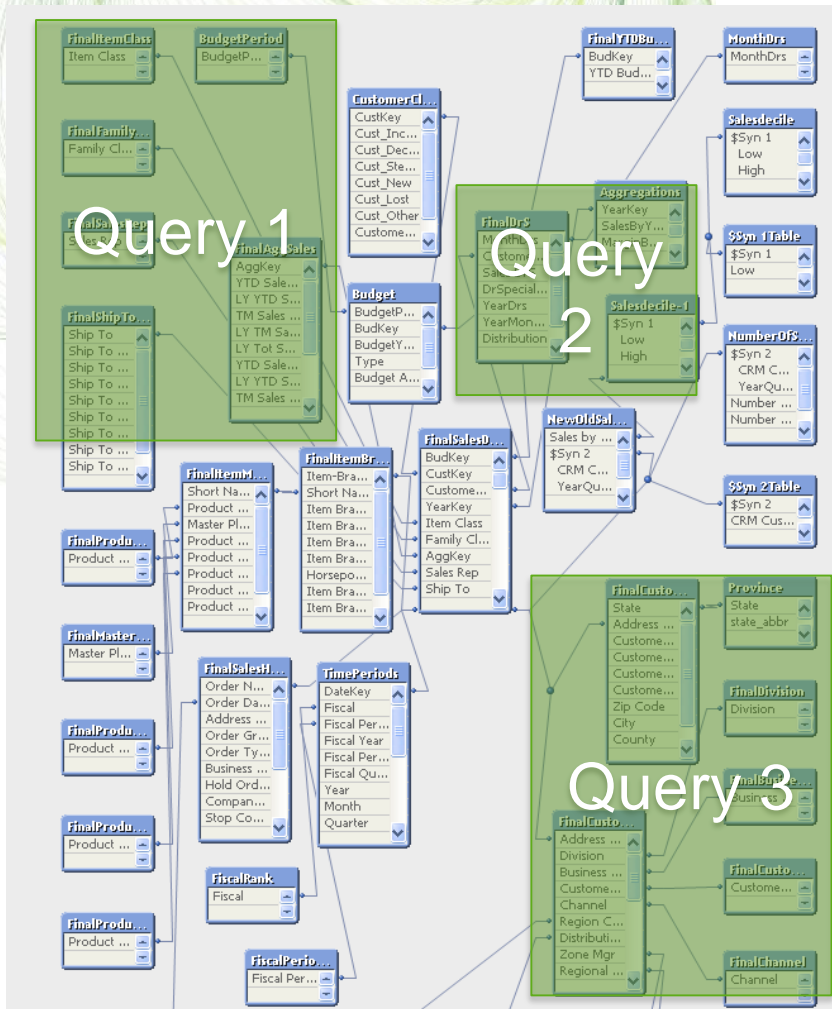 FinalItemClass
Item Class
BudgetPeriod
BudgetP...
FinalFamily...
Family Cl...
Query 1
FinalSalesRep
Sales Rep
FinalAggSales
AggKey
YTD Sale...
LY YTD S...
TM Sales ...
LY TM Sa...
LY Tot S...
YTD Sale...
LY YTD S...
TM Sales ...
FinalShipTo...
Ship To
Ship To ...
Ship To ...
Ship To ...
Ship To ...
Ship To ...
Ship To ...
Ship To ...
Ship To ...
CustomerCl...
CustKey
Cust_Inc...
Cust_Dec...
Cust_Ste...
Cust_New
Cust_Lost
Cust_Other
Custome...
Budget
BudgetP...
BudKey
BudgetY...
Type
Budget A...
FinalYTDBu...
BudKey
YTD Bud...
MonthDrs
MonthDrs
Salesdecile
$Syn 1
Low
High
$Syn 1Table
$Syn 1
Low
Query
2
FinalDrS
MonthDrs
Custome...
DrSpecial...
YearDrs
YearMon...
Distribution
Aggregations
YearKey
SalesByY...
Salesdecile-1
$Syn 1
Low
High
NumberOfS...
$Syn 2
CRM C...
YearQu...
Number ...
Number ...
$Syn 2Table
$Syn 2
CRM Cus...
NewOldSal...
Sales by ...
$Syn 2
CRM C...
YearQu...
FinalSalesD...
BudKey
CustKey
Custome...
YearKey
Item Class
Family Cl...
AggKey
Sales Rep
Ship To
FinalItemBr...
Item-Bra...
Short Na...
Item Bra...
Item Bra...
Item Bra...
Item Bra...
Horsepo...
Item Bra...
Item Bra...
FinalItemM...
Short Na...
Product ...
Master Pl...
Product ...
Product ...
Product ...
Product ...
Product ...
FinalProdu...
Product ...
FinalMaster...
Master Pl...
FinalProdu...
Product ...
FinalProdu...
Product ...
FinalProdu...
Product ...
FinalSalesH...
Order N...
Order Da...
Address ...
Order Gr...
Order Ty...
Business ...
Hold Ord...
Compan...
Stop Co...
TimePeriods
DateKey
Fiscal
Fiscal Per...
Fiscal Year
Fiscal Per...
Fiscal Qu...
Year
Month
Quarter
FiscalRank
Fiscal
FiscalPerio...
Fiscal Per...
Query 3
FinalCusto...
State
Address ...
Custome...
Custome...
Custome...
Custome...
Zip Code
City
County
Province
State
state_abbr
FinalDivision
Division
FinalBusine...
Business ...
FinalCusto...
Custome...
FinalChannel
Channel
FinalCusto...
Address ...
Division
Business ...
Custome...
Channel
Region C...
Distributi...
Zone Mgr
Regional ...